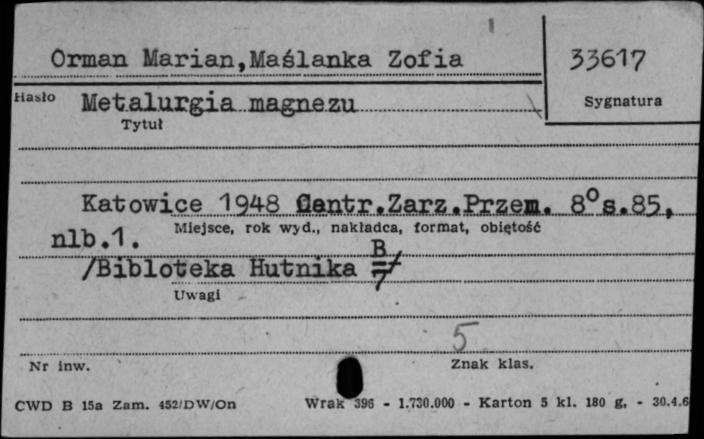 Orman Marian, Maślanka Zofia
33617
Hasło
Metalurgia magnezu
Sygnatura
Tytuł
Katowice 1948 Centr.Zarz.Przem. 8° s.85,
Miejsce, rok wyd., nakładca, format, objętość
nlb.1.
/Bibloteka Hutnika B/7/
Uwagi
5
Nr inw.
Znak klas.
CWD B 15a Zam. 452/DW/On Wrak 396 - 1.730.000 - Karton 5 kl. 180 g. - 30.4.6